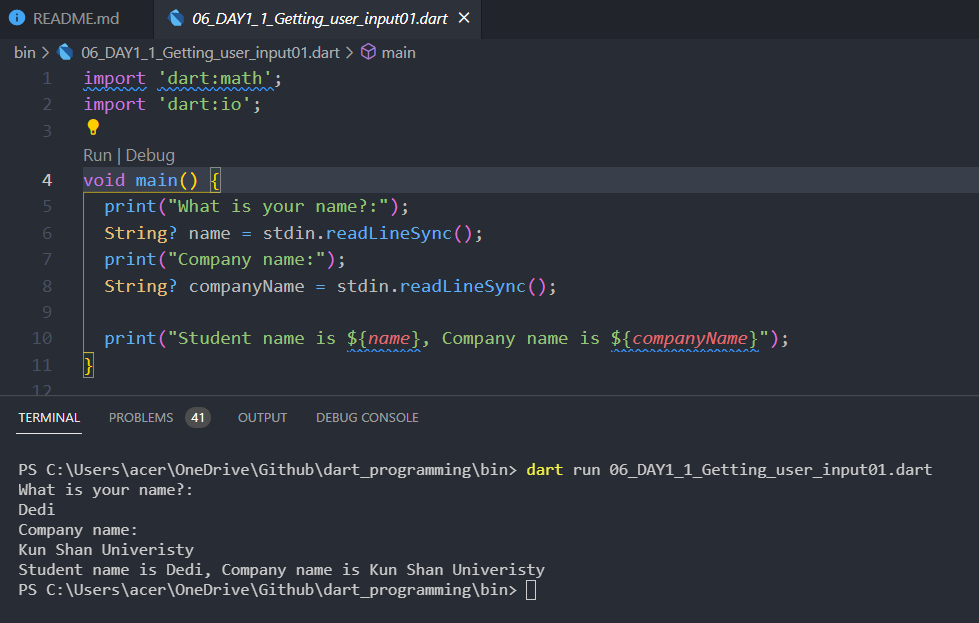 README.md
06_DAY1_1_Getting_user_input01.dart
bin > 06_DAY1_1_Getting_user_input01.dart > main
1 import 'dart:math';
2 import 'dart:io';
3
Run | Debug
4 void main() {
5 print("What is your name?:");
6 String? name = stdin.readLineSync();
7 print("Company name:");
8 String? companyName = stdin.readLineSync();
9
10 print("Student name is ${name}, Company name is ${companyName}");
11 }
12
TERMINAL PROBLEMS 41 OUTPUT DEBUG CONSOLE
PS C:\Users\acer\OneDrive\Github\dart_programming\bin> dart run 06_DAY1_1_Getting_user_input01.dart
What is your name?:
Dedi
Company name:
Kun Shan Univeristy
Student name is Dedi, Company name is Kun Shan Univeristy
PS C:\Users\acer\OneDrive\Github\dart_programming\bin>